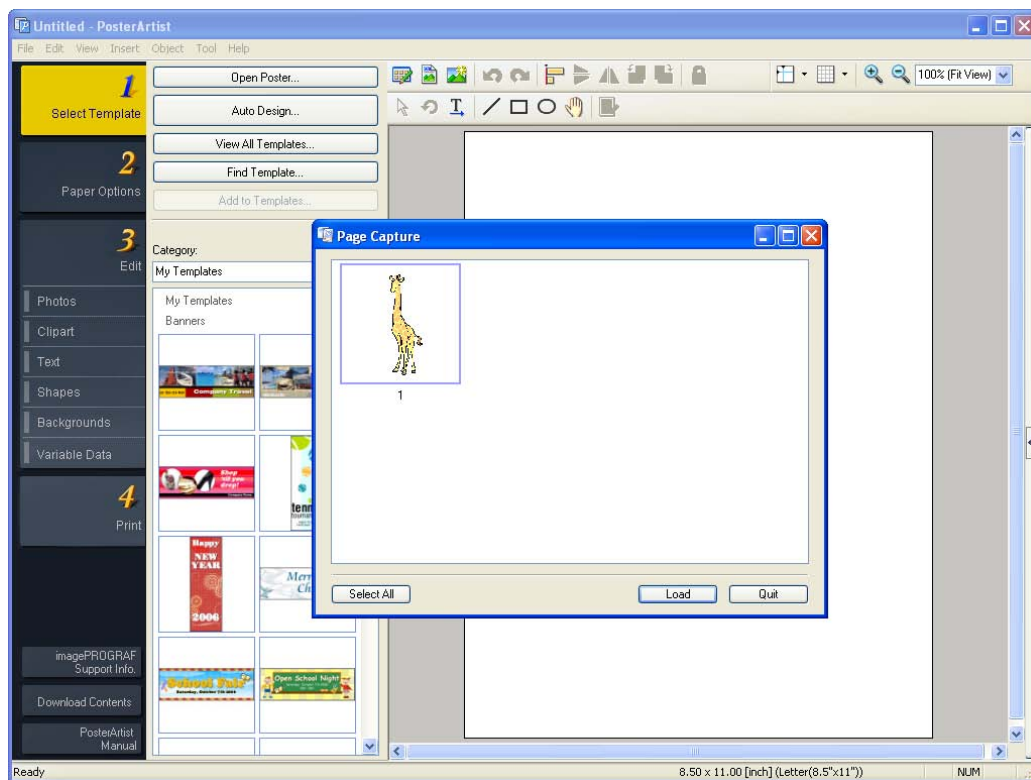 Untitled - PosterArtist
File Edit View Insert Object Tool Help
1
Select Template
2
Paper Options
3
Edit
Photos
Clipart
Text
Shapes
Backgrounds
Variable Data
4
Print
imagePROGRAF
Support Info.
Download Contents
PosterArtist
Manual
Open Poster...
Auto Design...
View All Templates...
Find Template...
Add to Templates...
Category:
My Templates
My Templates
Banners
Company Travel
Shop
till you
drop!
tenn
Happy
NEW
YEAR
2006
Merr
Ch
School Fair
Open School Night
100% (Fit View)
Page Capture
1
Select All
Load
Quit
Ready
8.50 x 11.00 [inch] (Letter(8.5"x11"))
NUM